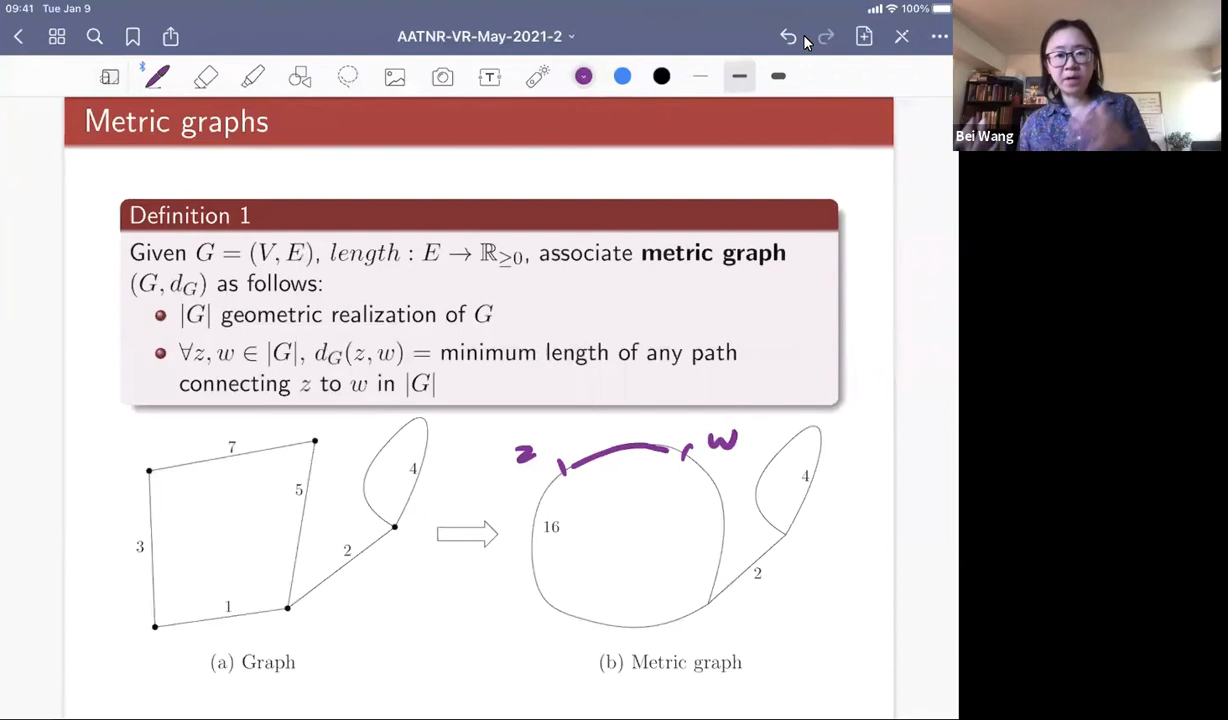 09:41 Tue Jan 9
100%
AATNR-VR-May-2021-2
T
Bei Wang
Metric graphs
Definition 1
Given G = (V, E), length : E → ℝ≥0, associate metric graph
(G, d_G) as follows:
|G| geometric realization of G
∀z, w ∈ |G|, d_G(z, w) = minimum length of any path
connecting z to w in |G|
7
5
4
3
2
1
z
w
16
4
2
(a) Graph
(b) Metric graph